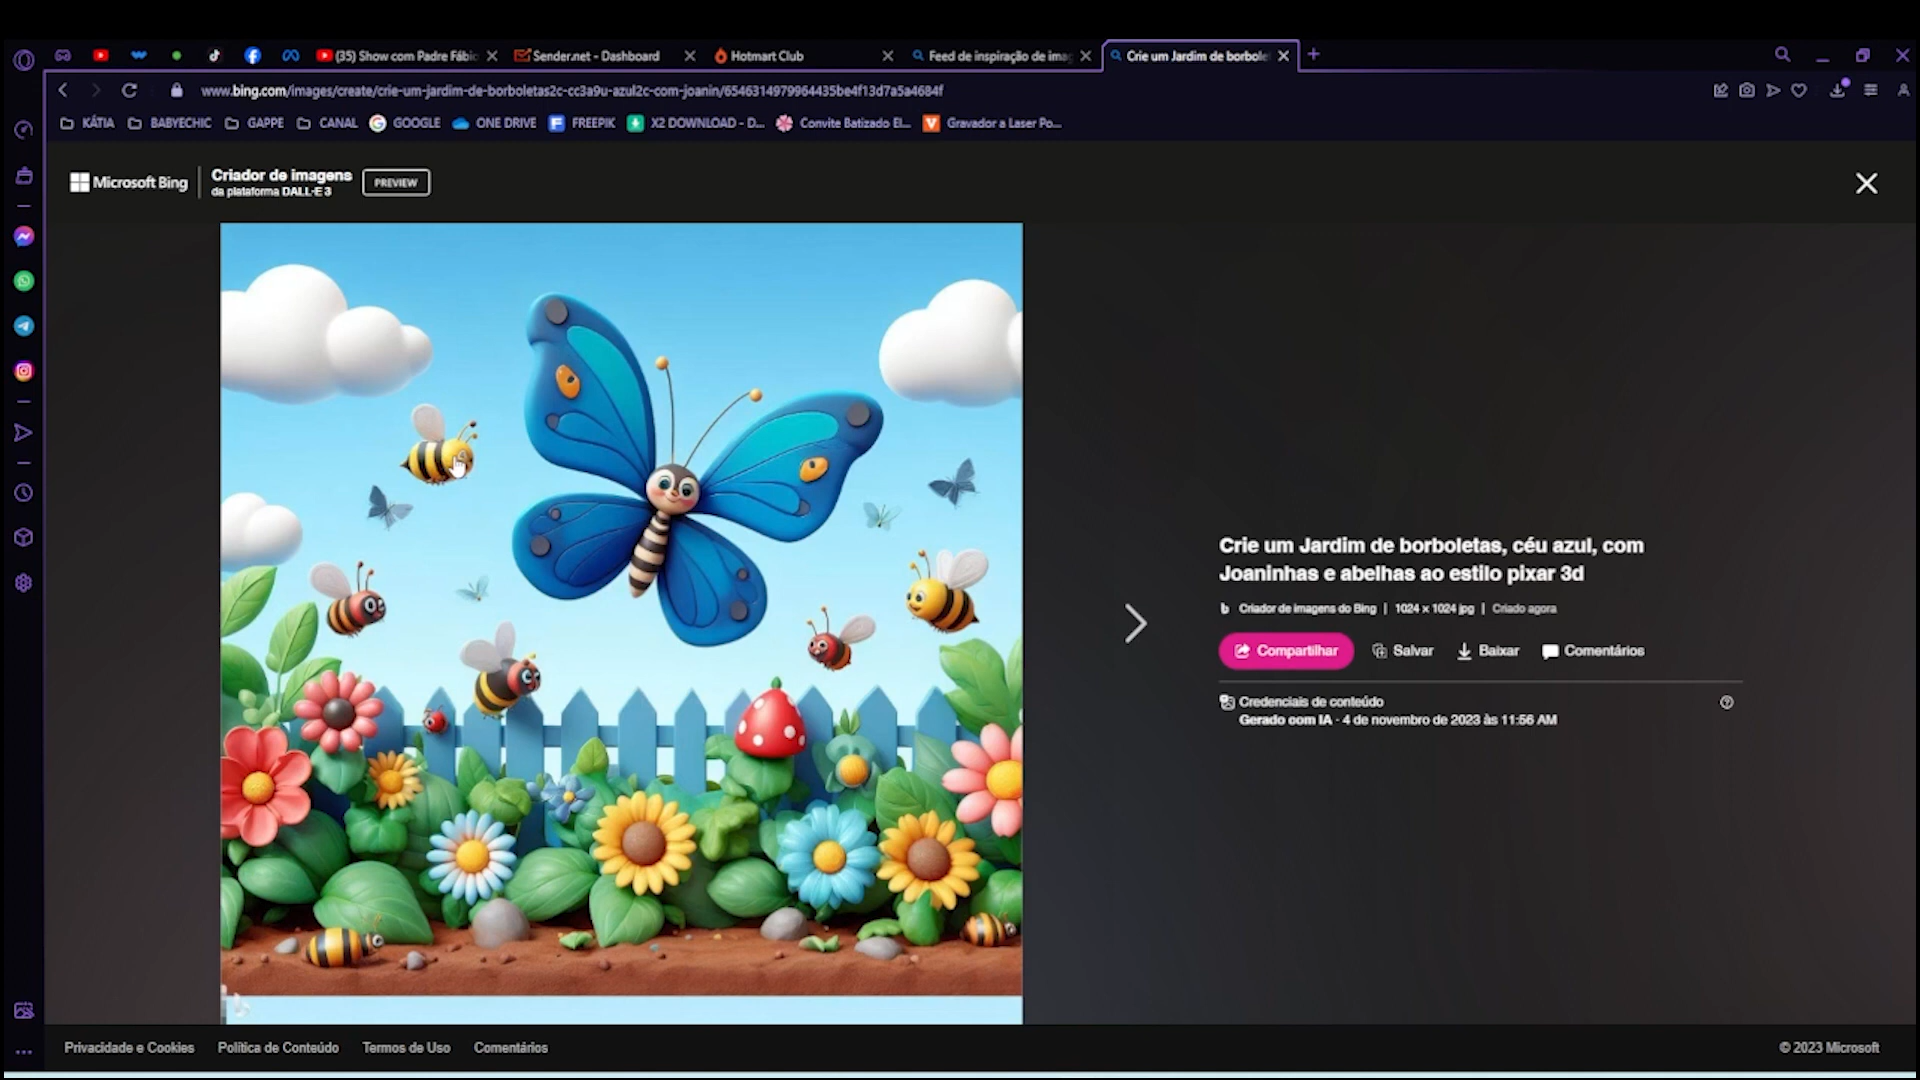 (35) Show com Padre Fábio
Sender.net - Dashboard
Hotmart Club
Feed de inspiração de ima
Crie um Jardim de borbole
www.bing.com/images/create/crie-um-jardim-de-borboletas2c-cc3a9u-azul2c-com-joanin/6546314979964435be4f13d7a5a4684f
KÁTIA
BABYECHIC
GAPPE
CANAL
GOOGLE
ONE DRIVE
FREEPIK
X2 DOWNLOAD - D...
Convite Batizado El...
Gravador a Laser Po...
Microsoft Bing
Criador de imagens
da plataforma DALL-E 3
PREVIEW
Crie um Jardim de borboletas, céu azul, com
Joaninhas e abelhas ao estilo pixar 3d
Criador de imagens do Bing | 1024 × 1024 jpg | Criado agora
Compartilhar
Salvar
Baixar
Comentários
Credenciais de conteúdo
Gerado com IA · 4 de novembro de 2023 às 11:56 AM
Privacidade e Cookies
Política de Conteúdo
Termos de Uso
Comentários
© 2023 Microsoft